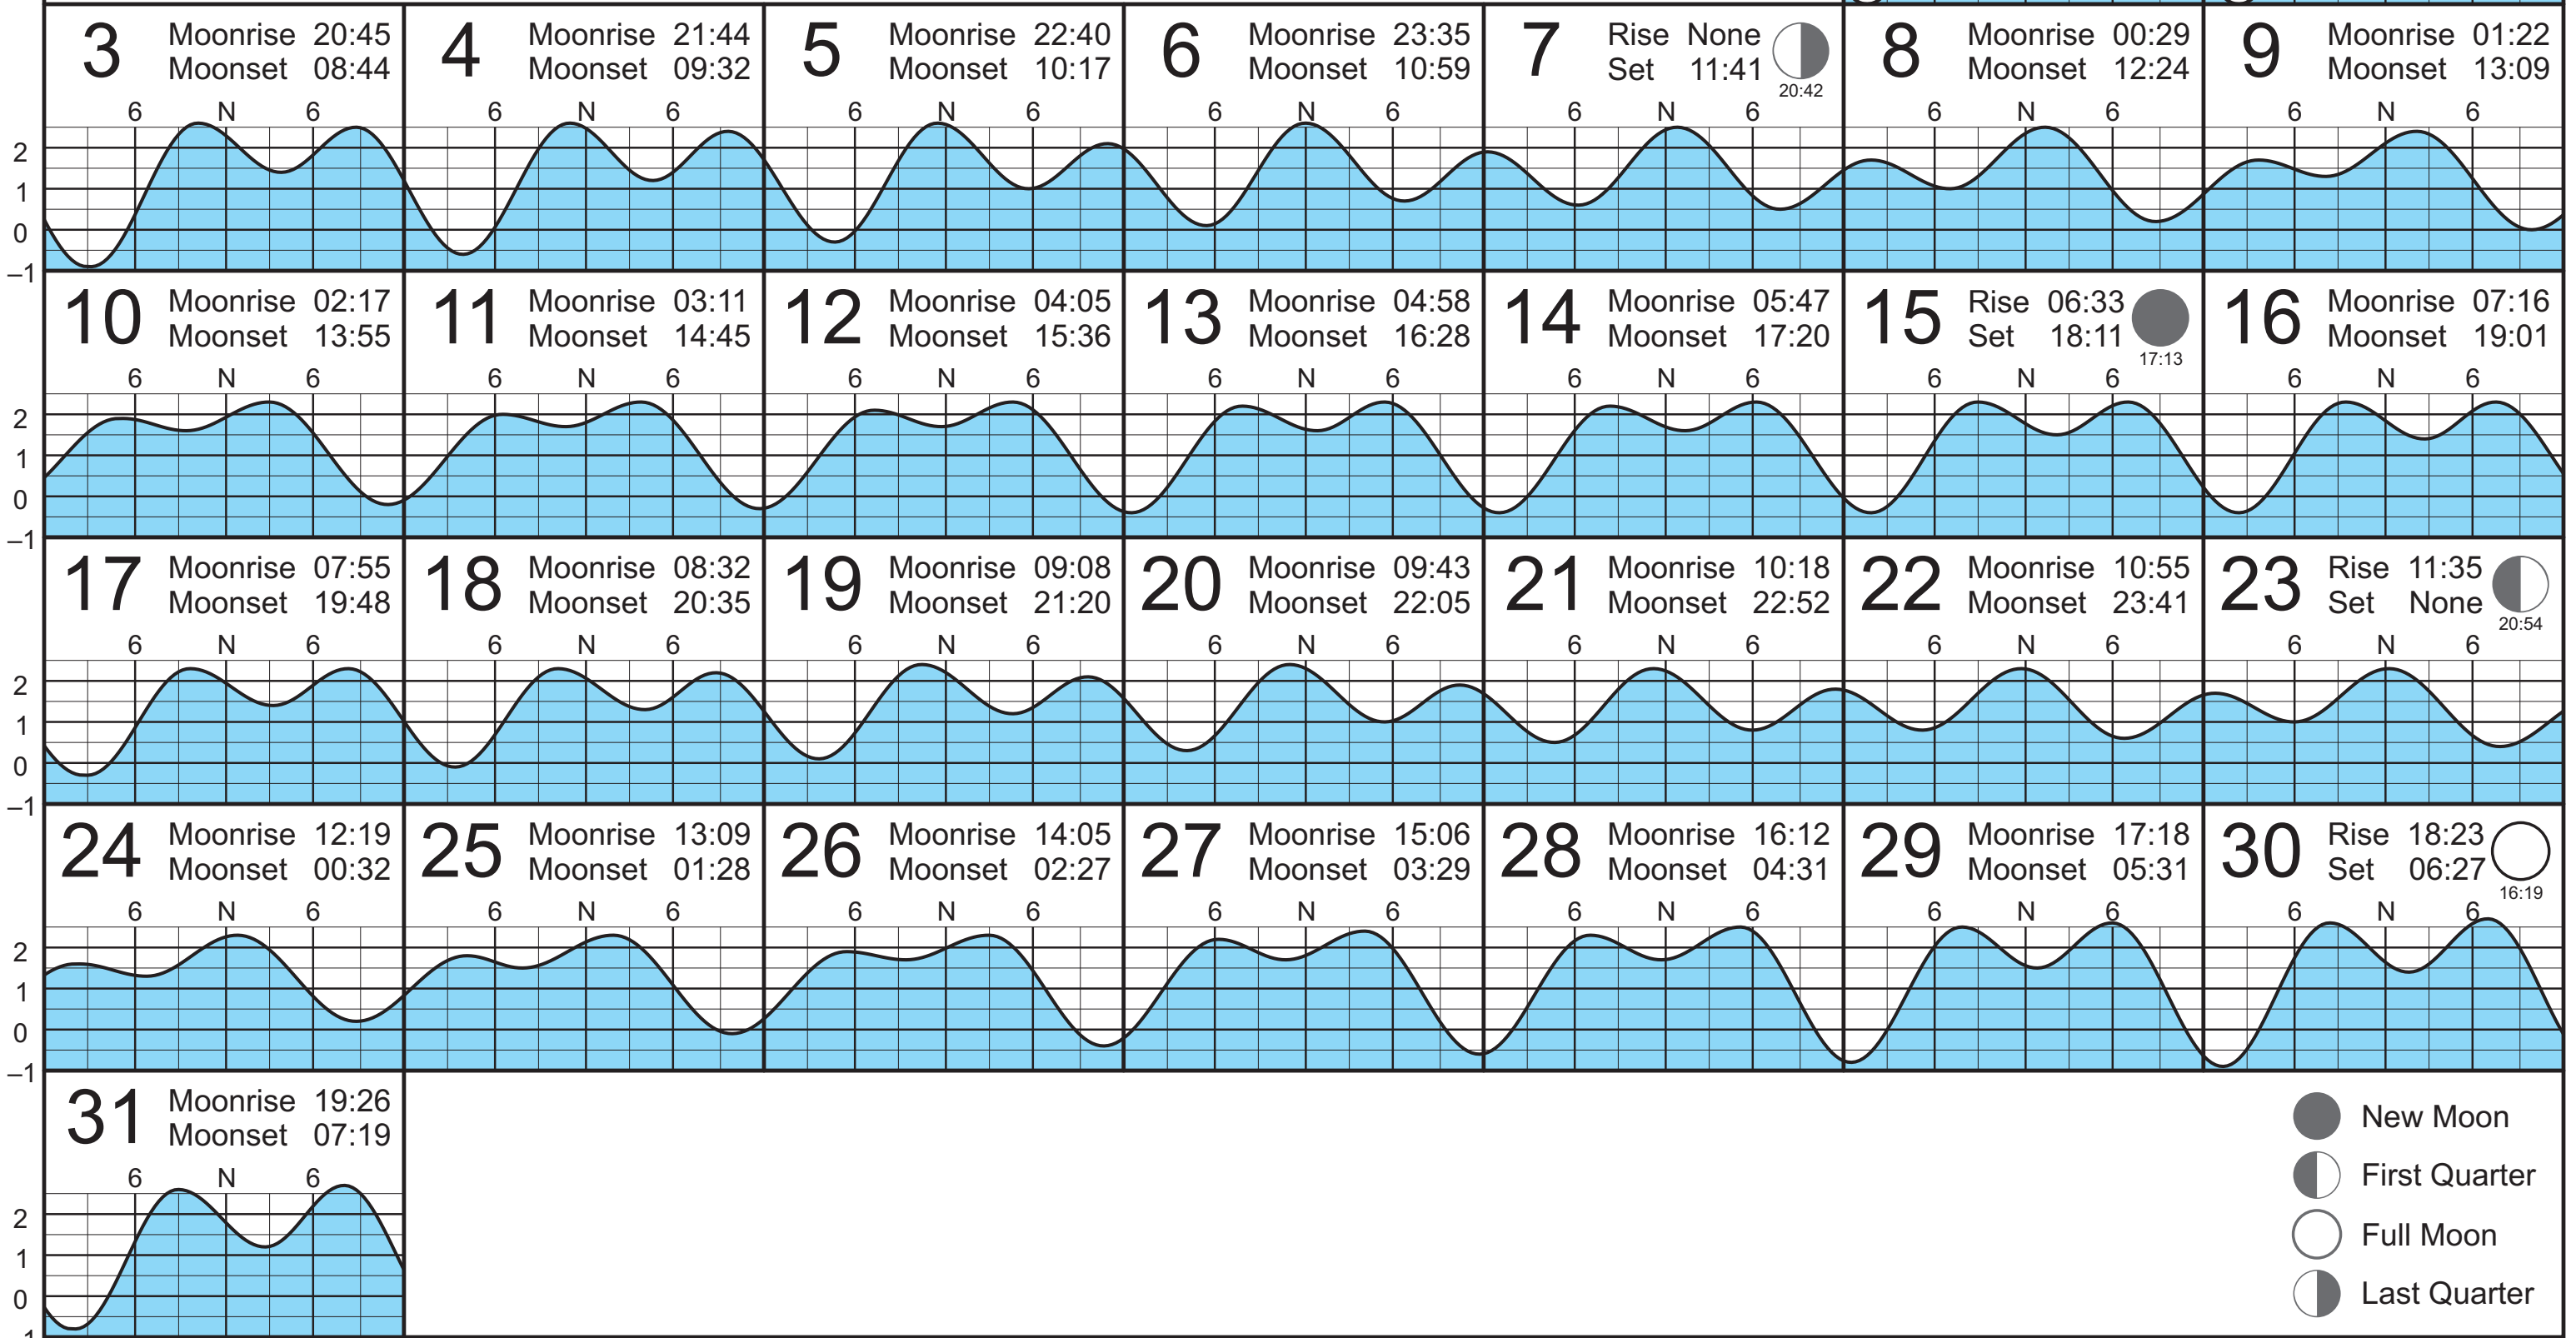 3 Moonrise 20:45 4 Moonrise 21:44 5 Moonrise 22:40 6 Moonrise 23:35 7 Rise None 8 Moonrise 00:29 9 Moonrise 01:22
Moonset 08:44 Moonset 09:32 Moonset 10:17 Moonset 10:59 Set 11:41 Moonset 12:24 Moonset 13:09
20:42
6 N 6 6 N 6 6 N 6 6 N 6 6 N 6 6 N 6 6 N 6
2
1
0
–1
10 Moonrise 02:17 11 Moonrise 03:11 12 Moonrise 04:05 13 Moonrise 04:58 14 Moonrise 05:47 15 Rise 06:33 16 Moonrise 07:16
Moonset 13:55 Moonset 14:45 Moonset 15:36 Moonset 16:28 Moonset 17:20 Set 18:11 Moonset 19:01
17:13
6 N 6 6 N 6 6 N 6 6 N 6 6 N 6 6 N 6 6 N 6
2
1
0
–1
17 Moonrise 07:55 18 Moonrise 08:32 19 Moonrise 09:08 20 Moonrise 09:43 21 Moonrise 10:18 22 Moonrise 10:55 23 Rise 11:35
Moonset 19:48 Moonset 20:35 Moonset 21:20 Moonset 22:05 Moonset 22:52 Moonset 23:41 Set None
20:54
6 N 6 6 N 6 6 N 6 6 N 6 6 N 6 6 N 6 6 N 6
2
1
0
–1
24 Moonrise 12:19 25 Moonrise 13:09 26 Moonrise 14:05 27 Moonrise 15:06 28 Moonrise 16:12 29 Moonrise 17:18 30 Rise 18:23
Moonset 00:32 Moonset 01:28 Moonset 02:27 Moonset 03:29 Moonset 04:31 Moonset 05:31 Set 06:27
16:19
6 N 6 6 N 6 6 N 6 6 N 6 6 N 6 6 N 6 6 N 6
2
1
0
–1
31 Moonrise 19:26
Moonset 07:19
6 N 6
2
1
0
New Moon
First Quarter
Full Moon
Last Quarter